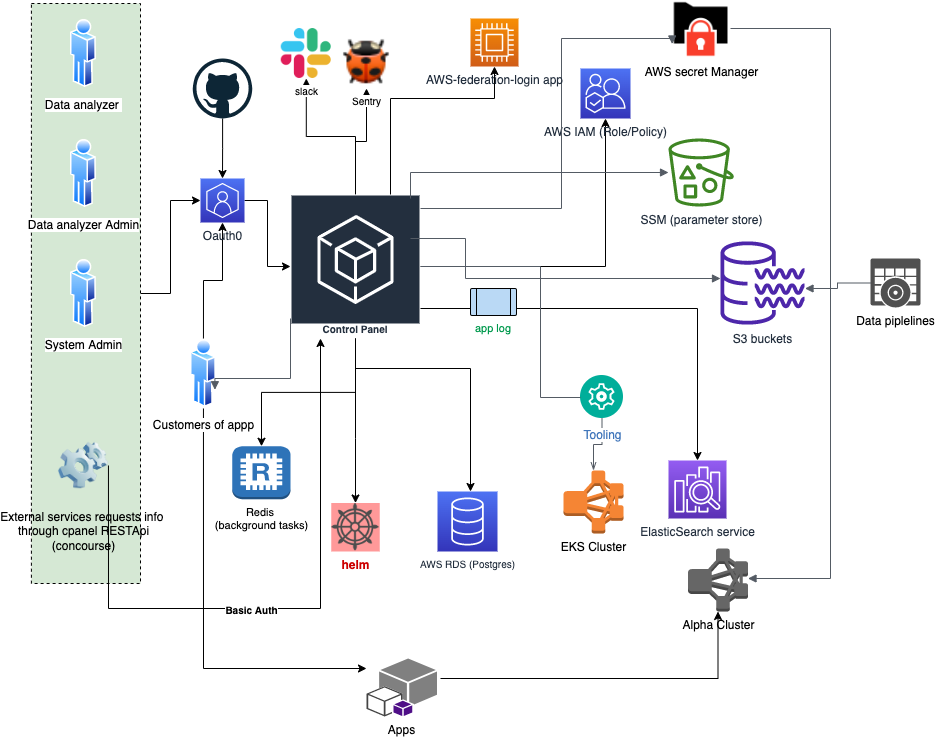 Data analyzer
Data analyzer Admin
System Admin
External services requests info
through cpanel RESTApi
(concourse)
slack
Sentry
Oauth0
Customers of appp
Control Panel
AWS-federation-login app
AWS IAM (Role/Policy)
AWS secret Manager
SSM (parameter store)
S3 buckets
Data piplelines
app log
Tooling
EKS Cluster
ElasticSearch service
Alpha Cluster
R
Redis
(background tasks)
helm
AWS RDS (Postgres)
Basic Auth
Apps